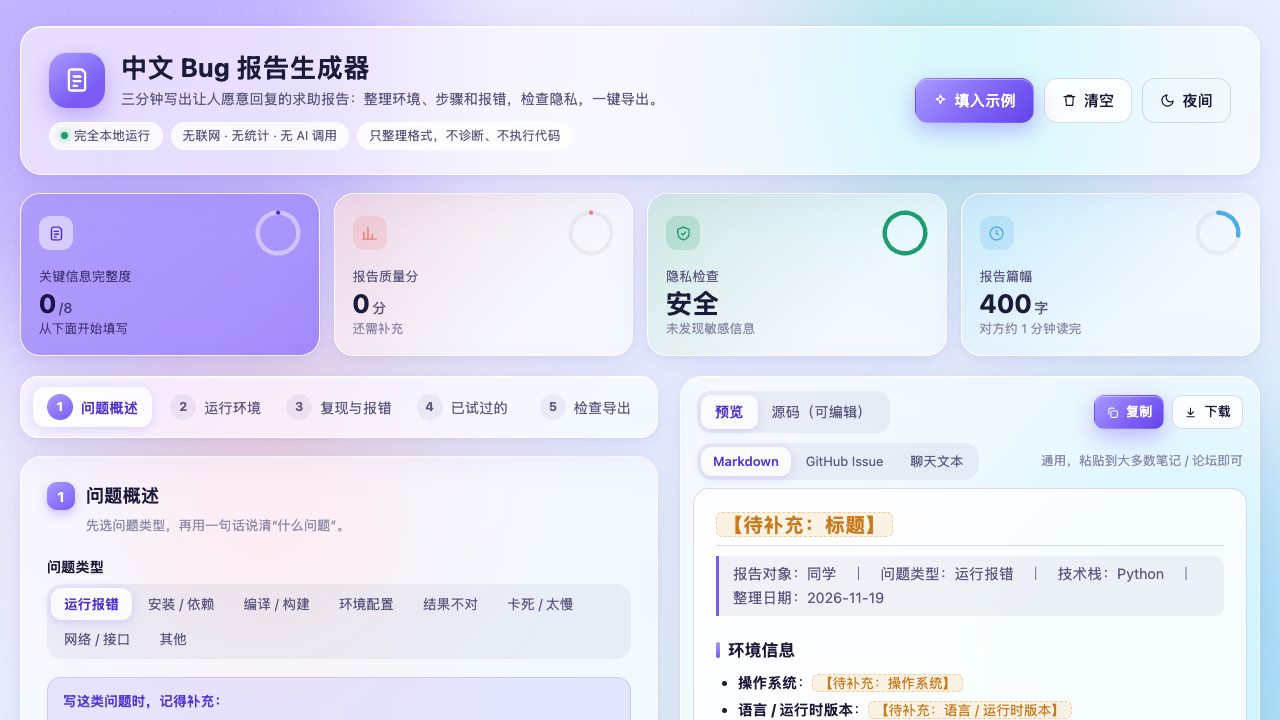 中文 Bug 报告生成器
三分钟写出让人愿意回复的求助报告：整理环境、步骤和报错，检查隐私，一键导出。
完全本地运行
无联网 · 无统计 · 无 AI 调用
只整理格式，不诊断、不执行代码
填入示例
清空
夜间
关键信息完整度
0 /8
从下面开始填写
报告质量分
0 分
还需补充
隐私检查
安全
未发现敏感信息
报告篇幅
400 字
对方约 1 分钟读完
1 问题概述
2 运行环境
3 复现与报错
4 已试过的
5 检查导出
1 问题概述
先选问题类型，再用一句话说清“什么问题”。
问题类型
运行报错 安装 / 依赖 编译 / 构建 环境配置 结果不对 卡死 / 太慢
网络 / 接口 其他
写这类问题时，记得补充：
预览 源码（可编辑）
复制
下载
Markdown GitHub Issue 聊天文本
通用，粘贴到大多数笔记 / 论坛即可
【待补充：标题】
报告对象：同学 ｜ 问题类型：运行报错 ｜ 技术栈：Python ｜
整理日期：2026-11-19
环境信息
• 操作系统：【待补充：操作系统】
• 语言 / 运行时版本：【待补充：语言 / 运行时版本】